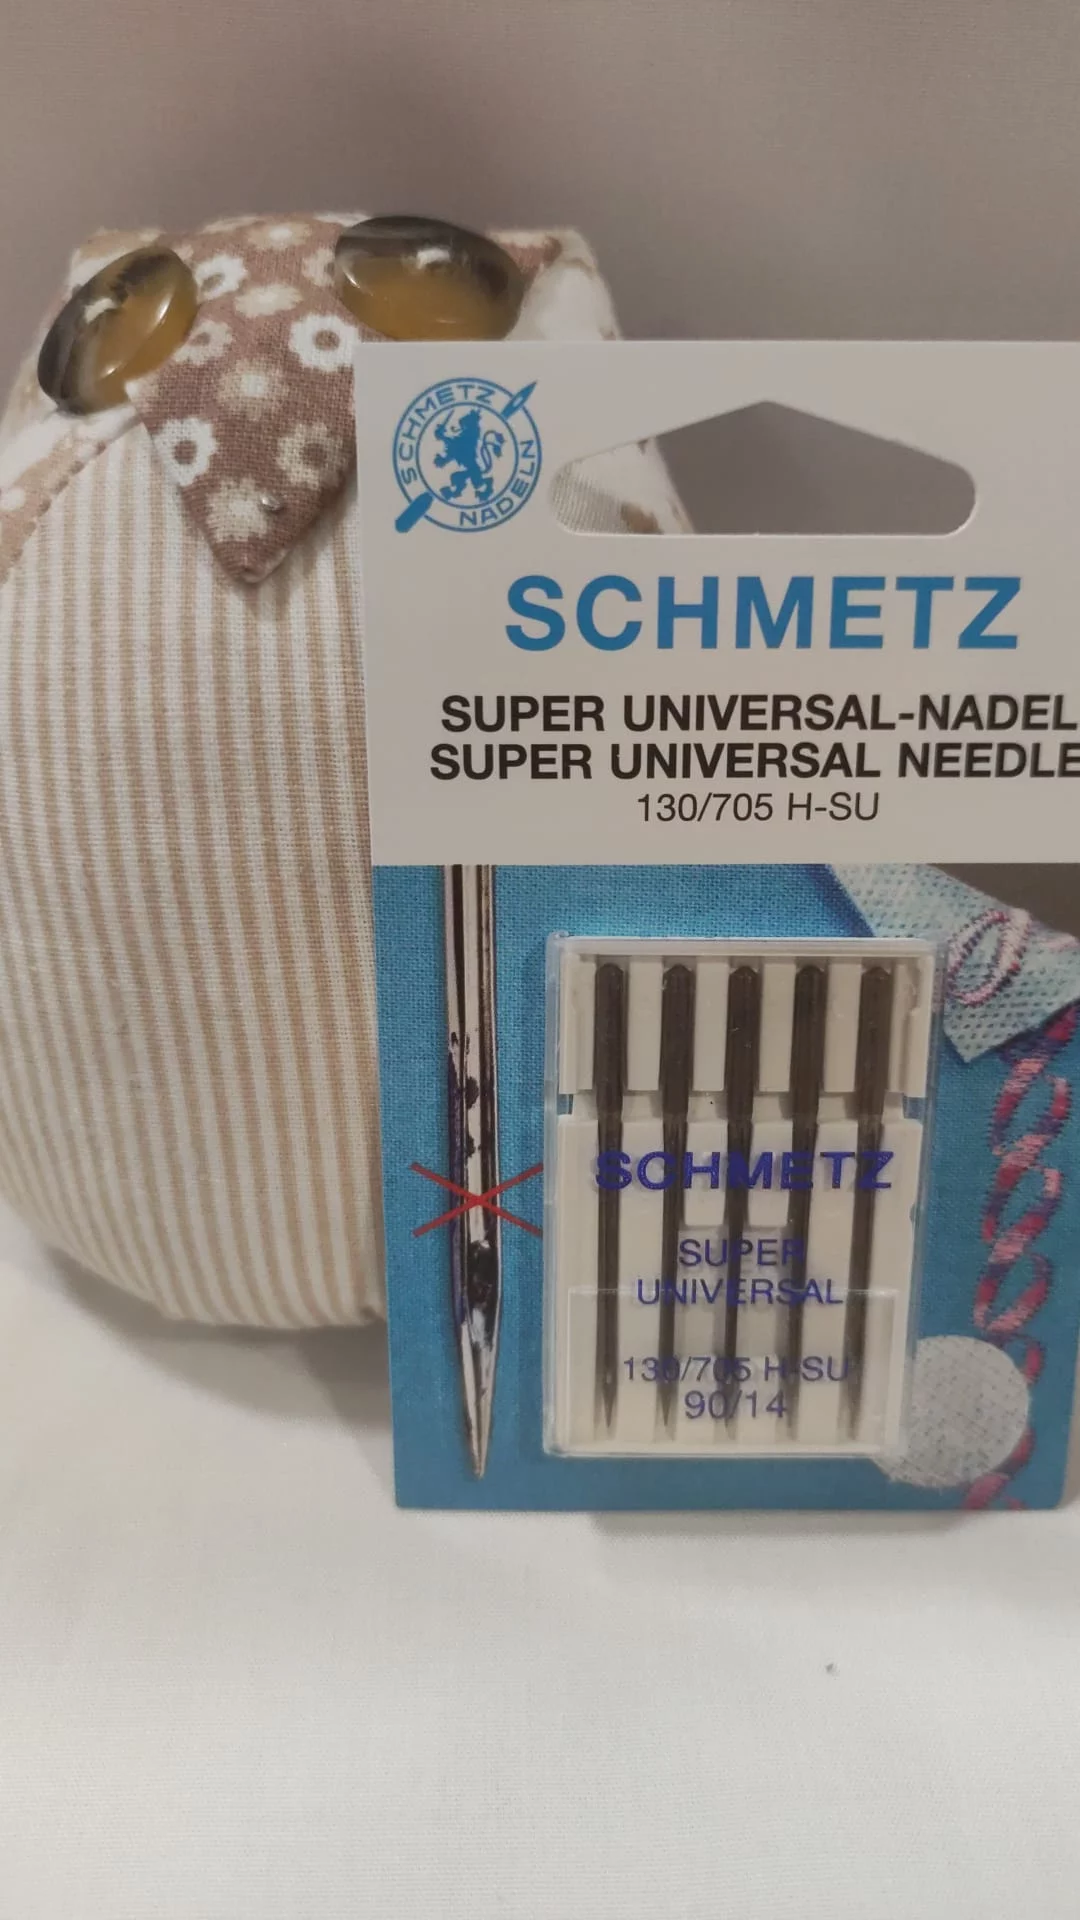 SCHMETZ
NADELN
SCHMETZ
SUPER UNIVERSAL-NADEL
SUPER UNIVERSAL NEEDLE
130/705 H-SU
SCHMETZ
SUPER
UNIVERSAL
130/705 H-SU
90/14